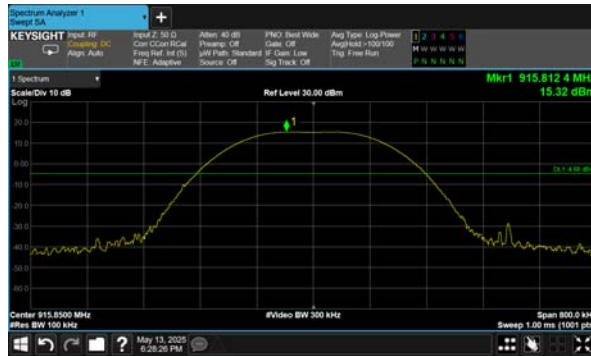 Spectrum Analyzer 1
Swept SA
KEYSIGHT
Input: RF
Coupling: DC
Align: Auto
Input Z: 50 Ω
Corr CCorr RCal
Freq Ref: Int (S)
NFE: Adaptive
Atten: 40 dB
Preamp: Off
µW Path: Standard
Source: Off
PNO: Best Wide
Gate: Off
IF Gain: Low
Sig Track: Off
Avg Type: Log-Power
Avg|Hold:>100/100
Trig: Free Run
1 2 3 4 5 6
M W W W W W
P N N N N N
1 Spectrum
Mkr1 915.812 4 MH
Scale/Div 10 dB
Ref Level 30.00 dBm
15.32 dBm
Log
20.0
10.0
0.00
-10.0
-20.0
-30.0
-40.0
-50.0
-60.0
1
Center 915.8500 MHz
#Video BW 300 kHz
Span 800.0 kH
#Res BW 100 kHz
Sweep 1.00 ms (1001 pt
May 13, 2025
6:28:26 PM